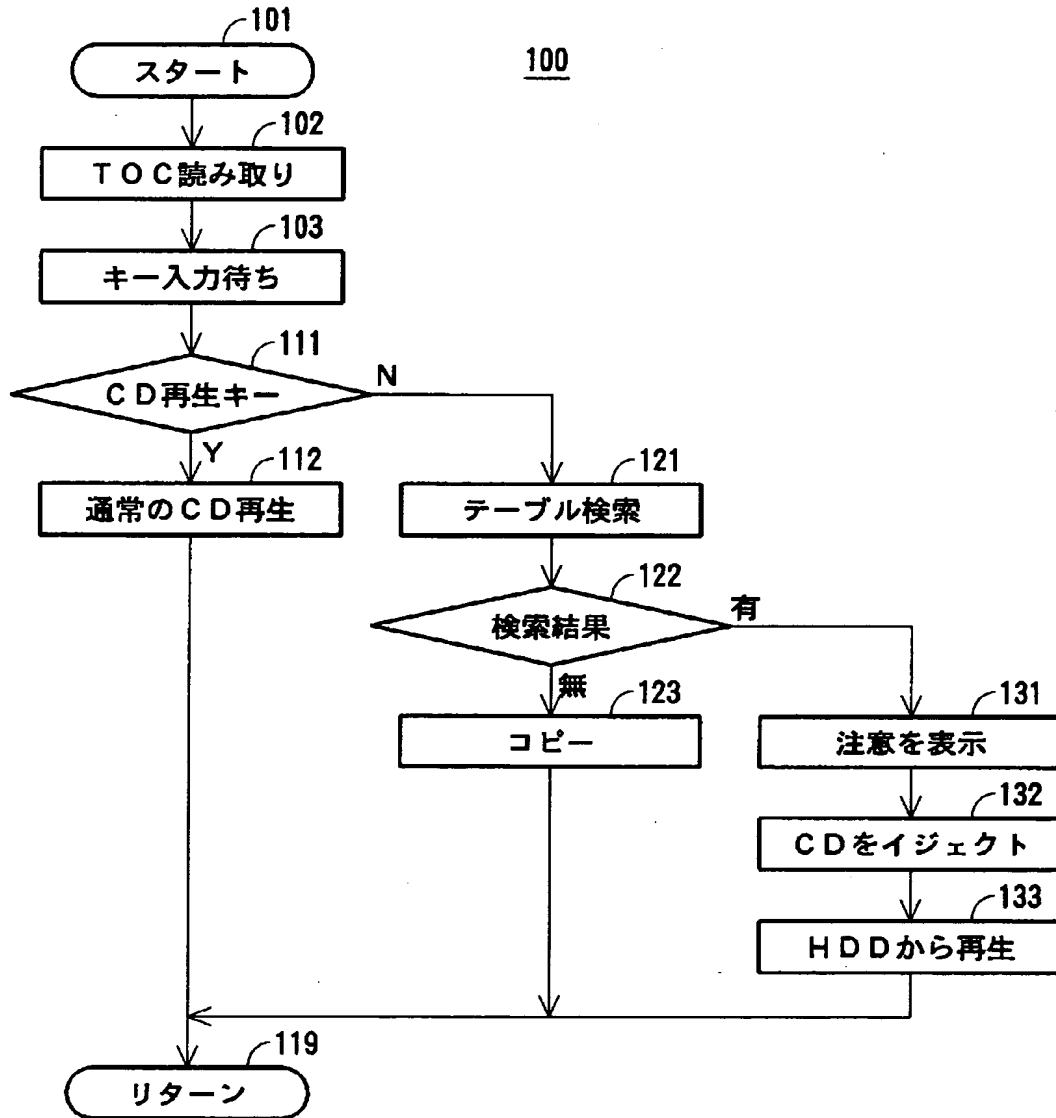 101
スタート
100
102
ＴＯＣ読み取り
103
キー入力待ち
111
ＣＤ再生キー
N
Y
112
通常のＣＤ再生
121
テーブル検索
122
検索結果
有
無
123
コピー
131
注意を表示
132
ＣＤをイジェクト
133
ＨＤＤから再生
119
リターン